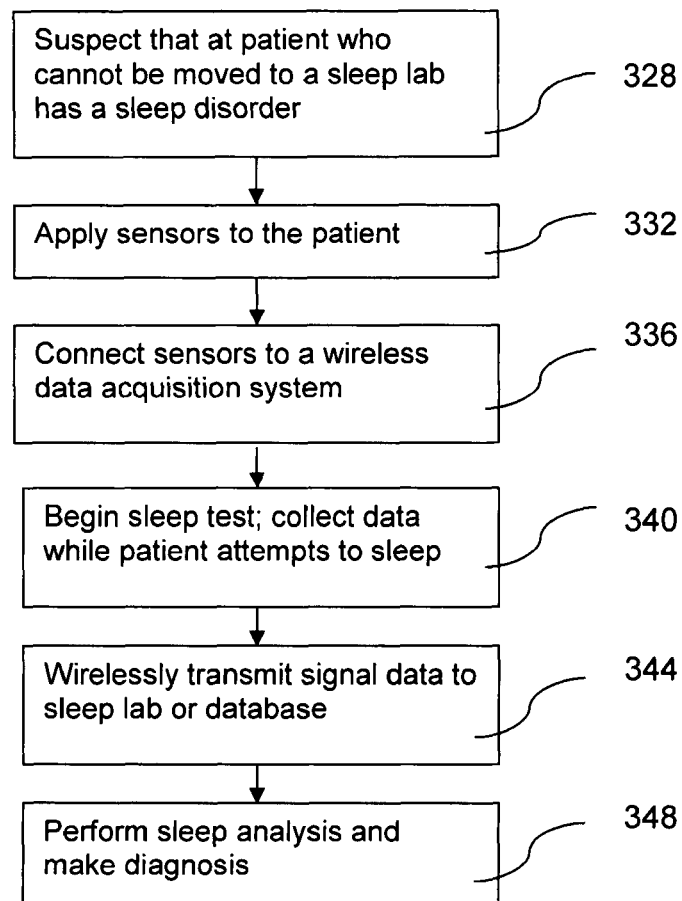 Suspect that at patient who
cannot be moved to a sleep lab
has a sleep disorder
328
Apply sensors to the patient
332
Connect sensors to a wireless
data acquisition system
336
Begin sleep test; collect data
while patient attempts to sleep
340
Wirelessly transmit signal data to
sleep lab or database
344
Perform sleep analysis and
make diagnosis
348